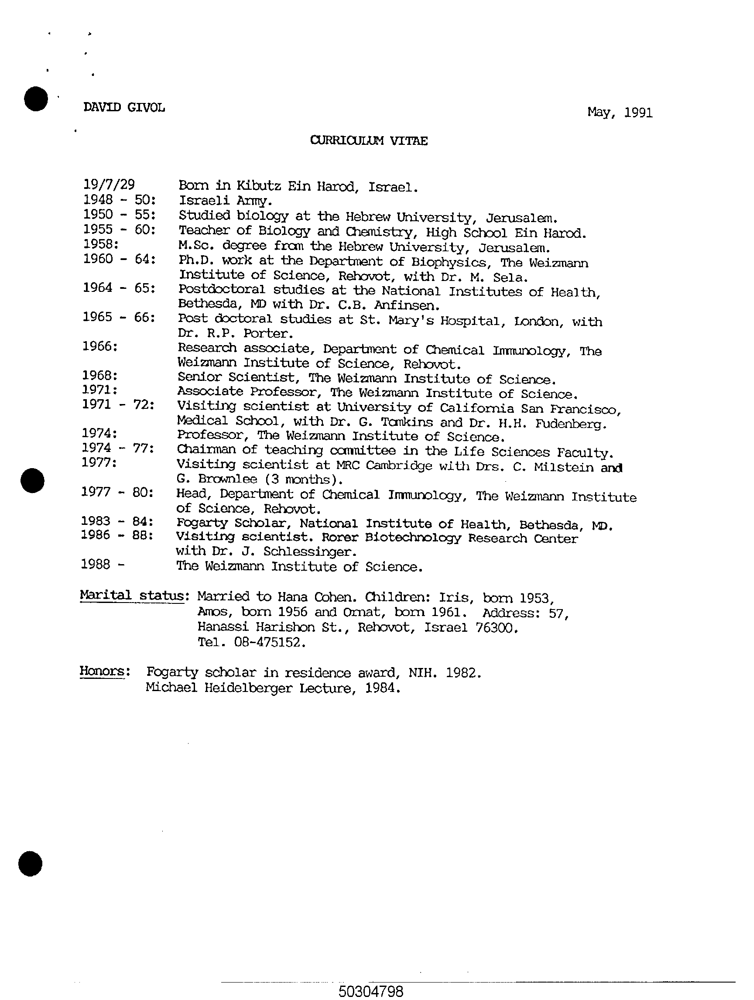 DAVID GIVOL
May, 1991
CURRICULUM VITAE
19/7/29 Born in Kibutz Ein Harod, Israel.
1948 - 50: Israeli Army.
1950 - 55: Studied biology at the Hebrew University, Jerusalem.
1955 - 60: Teacher of Biology and Chemistry, High School Ein Harod.
1958: M.Sc. degree from the Hebrew University, Jerusalem.
1960 - 64: Ph.D. work at the Department of Biophysics, The Weizmann
Institute of Science, Rehovot, with Dr. M. Sela.
1964 - 65: Postdoctoral studies at the National Institutes of Health,
Bethesda, MD with Dr. C.B. Anfinsen.
1965 - 66: Post doctoral studies at St. Mary's Hospital, London, with
Dr. R.P. Porter.
1966: Research associate, Department of Chemical Immunology, The
Weizmann Institute of Science, Rehovot.
1968: Senior Scientist, The Weizmann Institute of Science.
1971: Associate Professor, The Weizmann Institute of Science.
1971 - 72: Visiting scientist at University of California San Francisco,
Medical School, with Dr. G. Tomkins and Dr. H.H. Fudenberg.
1974: Professor, The Weizmann Institute of Science.
1974 - 77: Chairman of teaching committee in the Life Sciences Faculty.
1977: Visiting scientist at MRC Cambridge with Drs. C. Milstein and
G. Brownlee (3 months).
1977 - 80: Head, Department of Chemical Immunology, The Weizmann Institute
of Science, Rehovot.
1983 - 84: Fogarty Scholar, National Institute of Health, Bethesda, MD.
1986 - 88: Visiting scientist. Rorer Biotechnology Research Center
with Dr. J. Schlessinger.
1988 - The Weizmann Institute of Science.
Marital status: Married to Hana Cohen. Children: Iris, born 1953,
Amos, born 1956 and Ornat, born 1961. Address: 57,
Hanassi Harishon St., Rehovot, Israel 76300.
Tel. 08-475152.
Honors: Fogarty scholar in residence award, NIH. 1982.
Michael Heidelberger Lecture, 1984.
50304798